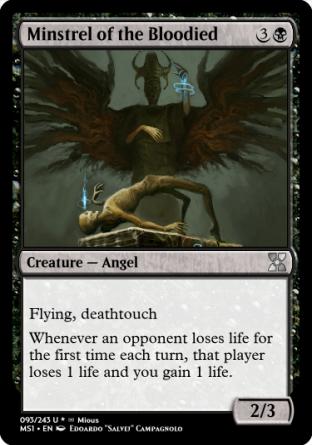 Minstrel of the Bloodied 3
Creature — Angel
Flying, deathtouch
Whenever an opponent loses life for
the first time each turn, that player
loses 1 life and you gain 1 life.
2/3
093/243 U * ∞ Mious
MS1 • EN Edoardo "Salvei" Campagnolo